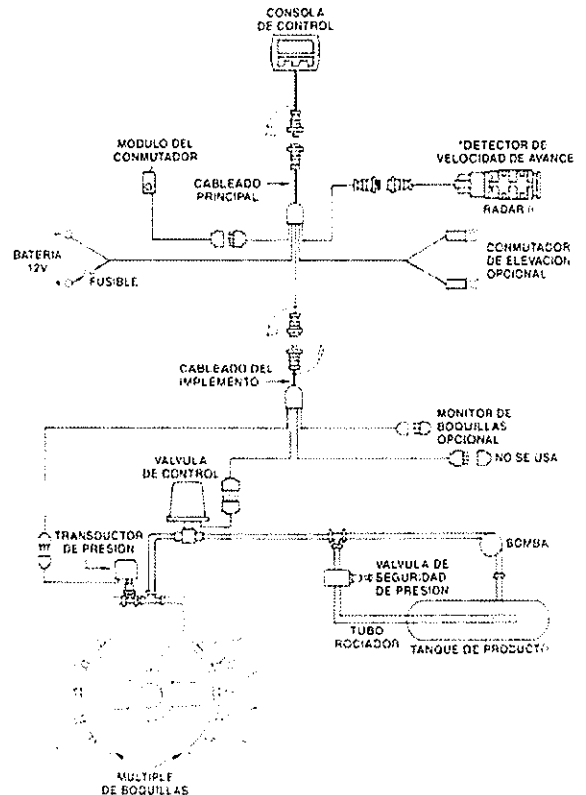 CONSOLA
DE CONTROL
MODULO DEL
CONMUTADOR
*DETECTOR DE
VELOCIDAD DE AVANCE
CABLEADO
PRINCIPAL
RADAR II
BATERIA
12V
FUSIBLE
CONMUTADOR
DE ELEVACION
OPCIONAL
CABLEADO DEL
IMPLEMENTO
MONITOR DE
BOQUILLAS
OPCIONAL
VALVULA
DE CONTROL
NO SE USA
TRANSDUCTOR
DE PRESION
BOMBA
VALVULA DE
SEGURIDAD
DE PRESION
TUBO
ROCIADOR
TANQUE DE PRODUCTO
MULTIPLE
DE BOQUILLAS